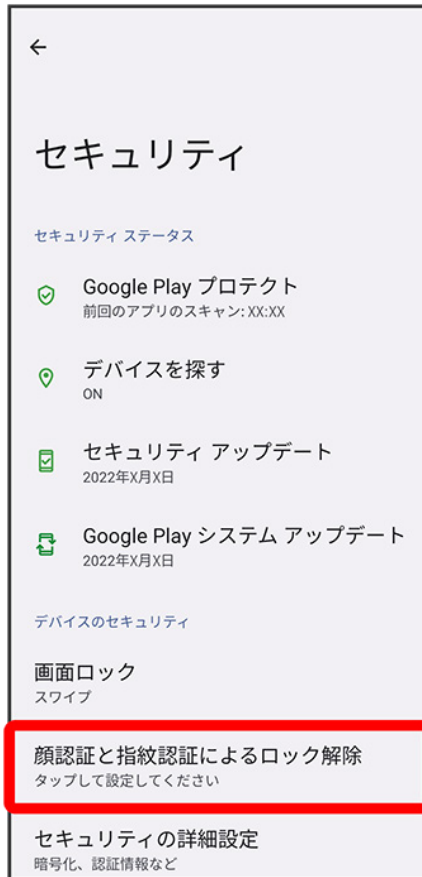 セキュリティ
セキュリティ ステータス
Google Play プロテクト
前回のアプリのスキャン: XX:XX
デバイスを探す
ON
セキュリティ アップデート
2022年X月X日
Google Play システム アップデート
2022年X月X日
デバイスのセキュリティ
画面ロック
スワイプ
顔認証と指紋認証によるロック解除
タップして設定してください
セキュリティの詳細設定
暗号化、認証情報など